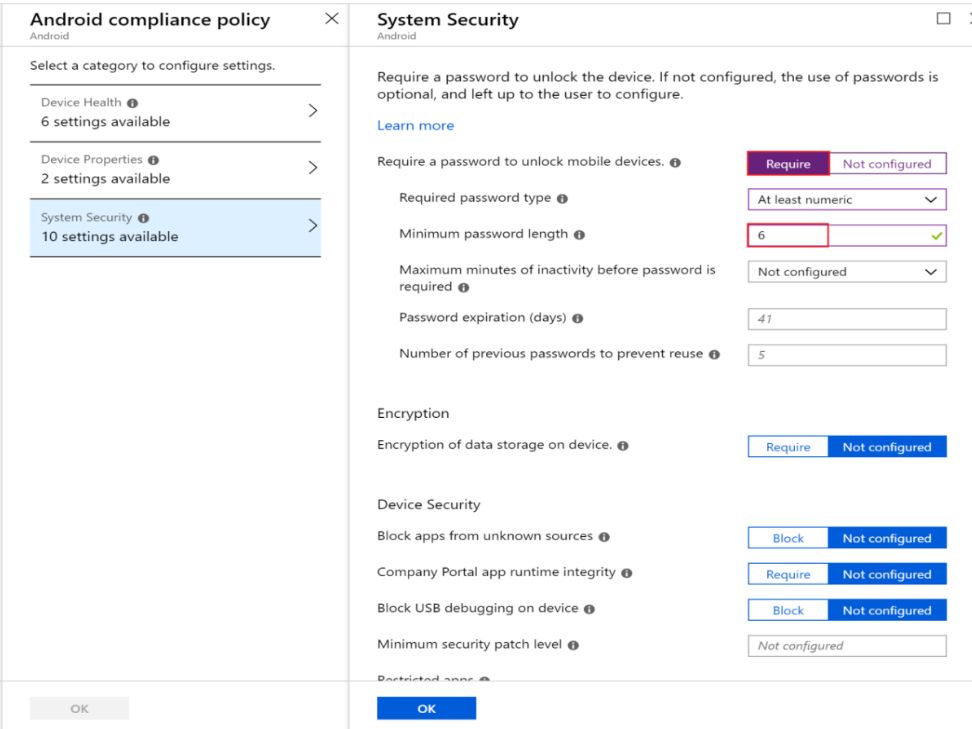 Android compliance policy
Android
Select a category to configure settings.
Device Health
6 settings available
Device Properties
2 settings available
System Security
10 settings available
OK
System Security
Android
Require a password to unlock the device. If not configured, the use of passwords is
optional, and left up to the user to configure.
Learn more
Require a password to unlock mobile devices. Require Not configured
Required password type At least numeric
Minimum password length 6
Maximum minutes of inactivity before password is
required Not configured
Password expiration (days) 41
Number of previous passwords to prevent reuse 5
Encryption
Encryption of data storage on device. Require Not configured
Device Security
Block apps from unknown sources Block Not configured
Company Portal app runtime integrity Require Not configured
Block USB debugging on device Block Not configured
Minimum security patch level Not configured
Restricted apps
OK